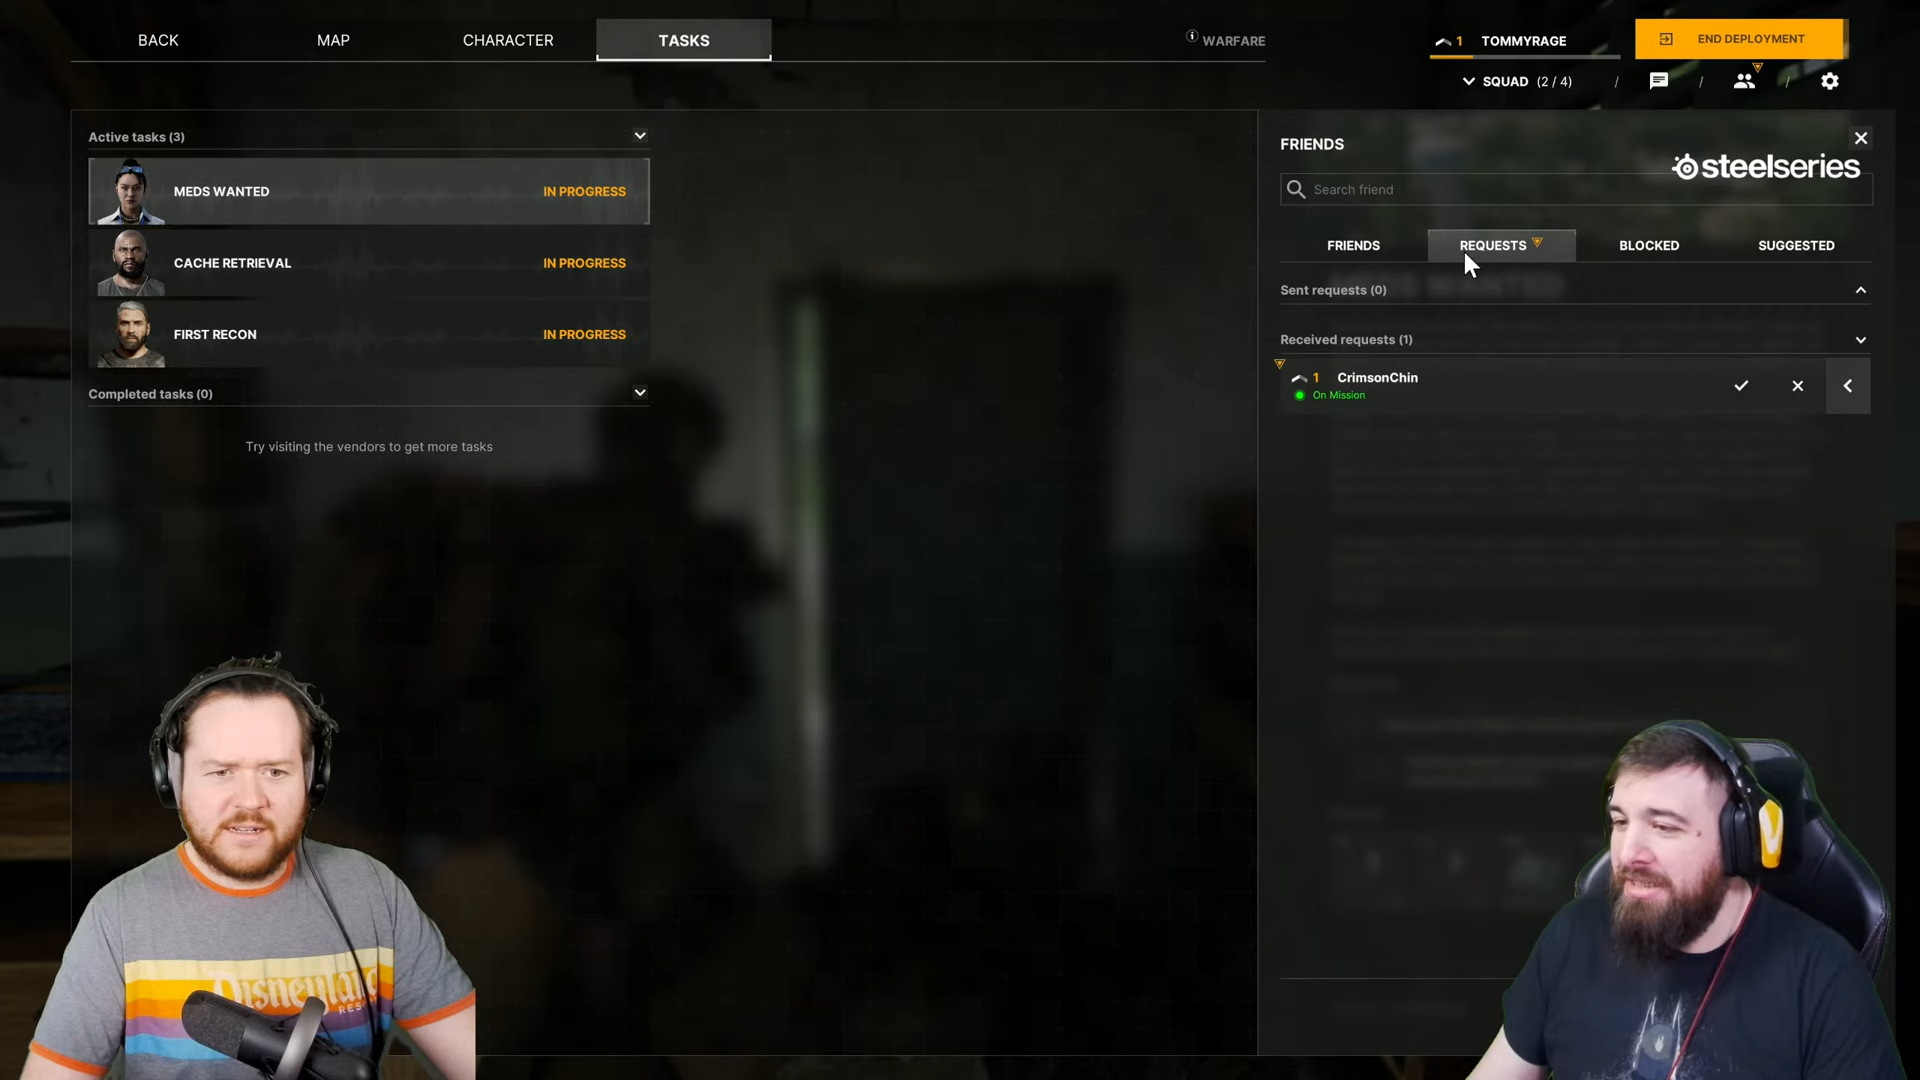 BACK
MAP
CHARACTER
TASKS
WARFARE
1 TOMMYRAGE
END DEPLOYMENT
SQUAD (2 / 4)
/
/
/
Active tasks (3)
MEDS WANTED
IN PROGRESS
CACHE RETRIEVAL
IN PROGRESS
FIRST RECON
IN PROGRESS
Completed tasks (0)
Try visiting the vendors to get more tasks
FRIENDS
steelseries
Search friend
FRIENDS
REQUESTS
BLOCKED
SUGGESTED
Sent requests (0)
Received requests (1)
1 CrimsonChin
On Mission
Disneyland
RES